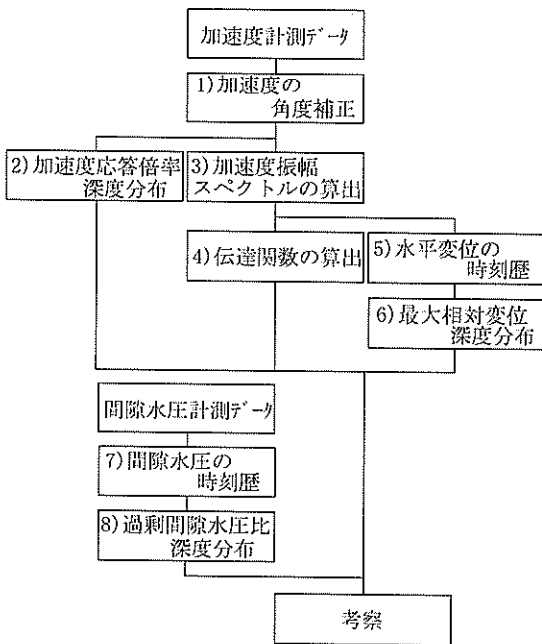 加速度計測ﾃﾞｰﾀ
1)加速度の
角度補正
2)加速度応答倍率
深度分布
3)加速度振幅
スペクトルの算出
4)伝達関数の算出
5)水平変位の
時刻歴
6)最大相対変位
深度分布
間隙水圧計測ﾃﾞｰﾀ
7)間隙水圧の
時刻歴
8)過剰間隙水圧比
深度分布
考察